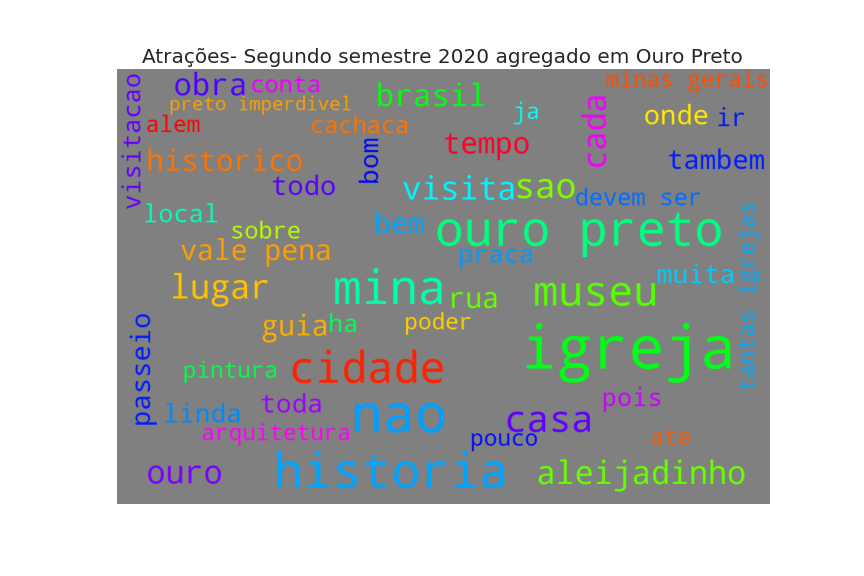 Atrações- Segundo semestre 2020 agregado em Ouro Preto
visitacao
obra
conta
brasil
minas gerais
preto imperdivel
ja
cada
onde
ir
alem
cachaca
bom
tempo
historico
tambem
todo
visita
sao
devem ser
local
sobre
bem
ouro preto
tantas igrejas
vale pena
praca
lugar
mina
rua
museu
muita
guia
ha
poder
igreja
passeio
pintura
cidade
linda
toda
nao
casa
pois
arquitetura
pouco
ate
ouro
historia
aleijadinho